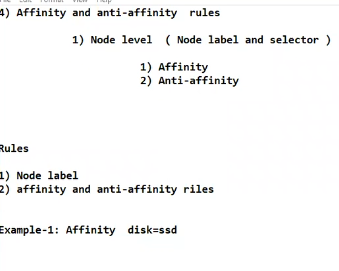 4) Affinity and anti-affinity rules
1) Node level ( Node label and selector )
1) Affinity
2) Anti-affinity
Rules
1) Node label
2) affinity and anti-affinity riles
Example-1: Affinity disk=ssd